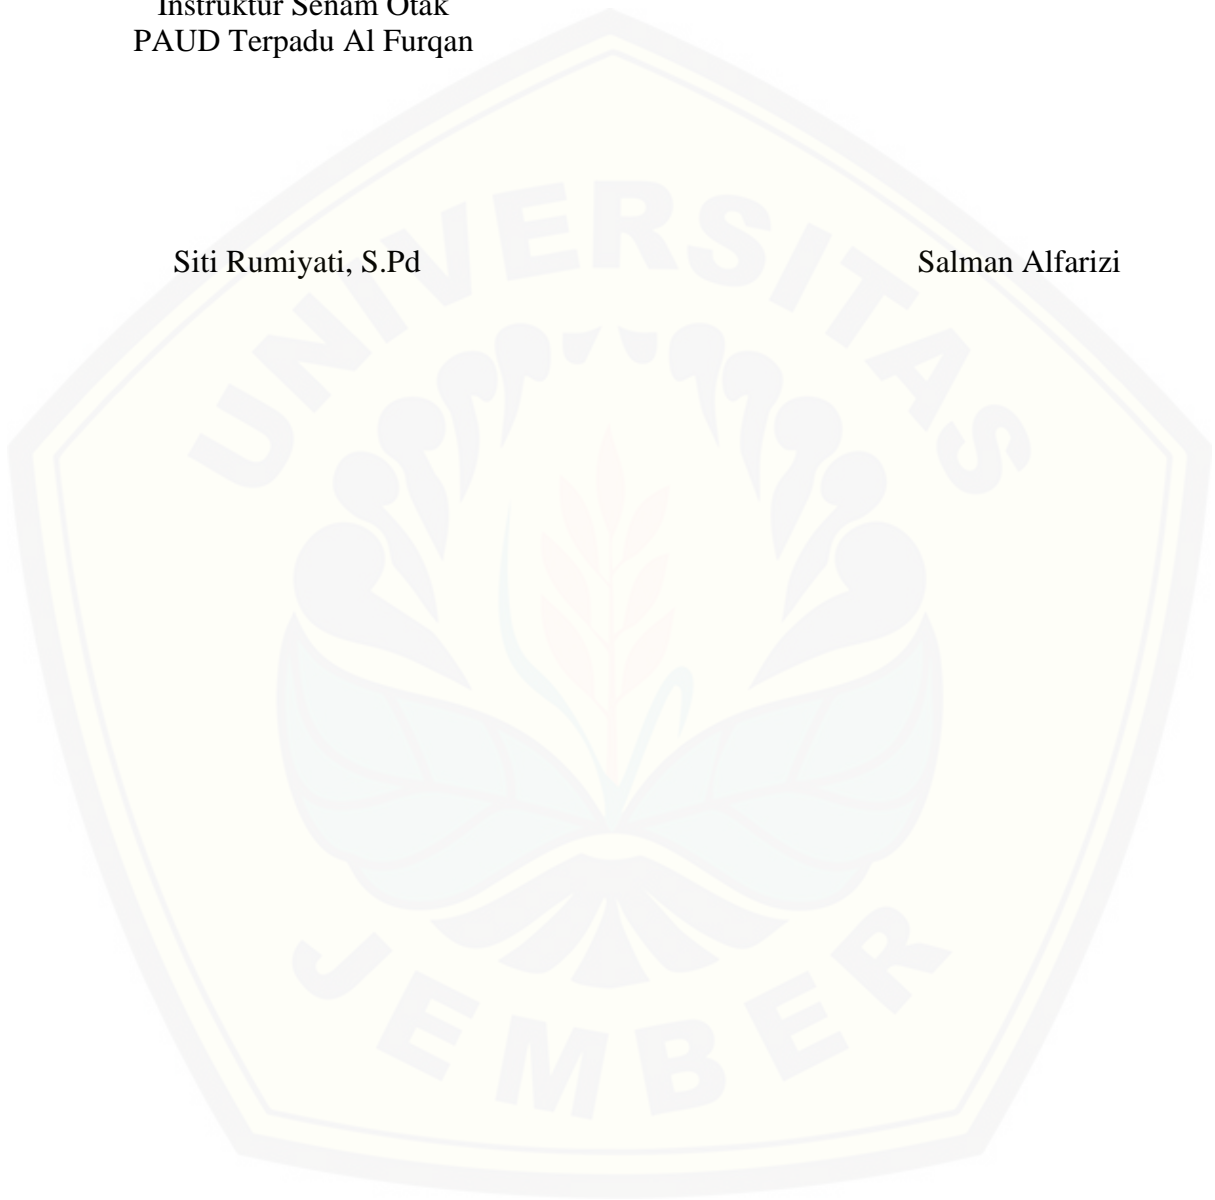 Instruktur Senam Otak
PAUD Terpadu Al Furqan
Siti Rumiyati, S.Pd
Salman Alfarizi
UNIVERSITAS
JEMBER